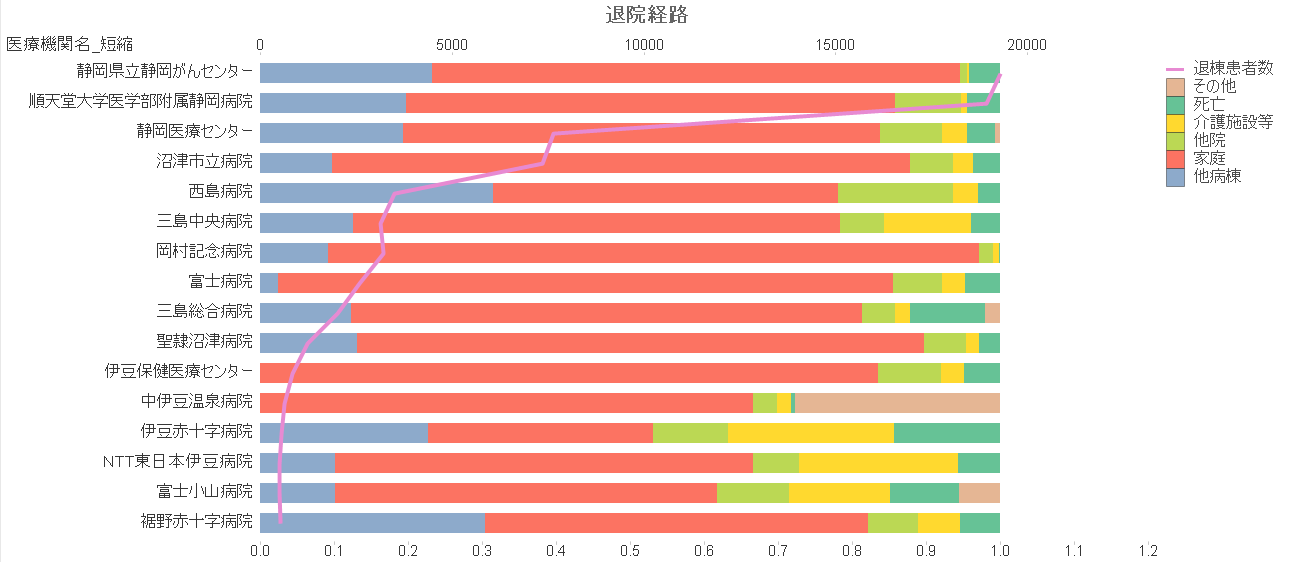 退院経路
医療機関名_短縮
0 5000 10000 15000 20000
静岡県立静岡がんセンター
順天堂大学医学部附属静岡病院
静岡医療センター
沼津市立病院
西島病院
三島中央病院
岡村記念病院
富士病院
三島総合病院
聖隷沼津病院
伊豆保健医療センター
中伊豆温泉病院
伊豆赤十字病院
NTT東日本伊豆病院
富士小山病院
裾野赤十字病院
0.0 0.1 0.2 0.3 0.4 0.5 0.6 0.7 0.8 0.9 1.0 1.1 1.2
退棟患者数
その他
死亡
介護施設等
他院
家庭
他病棟